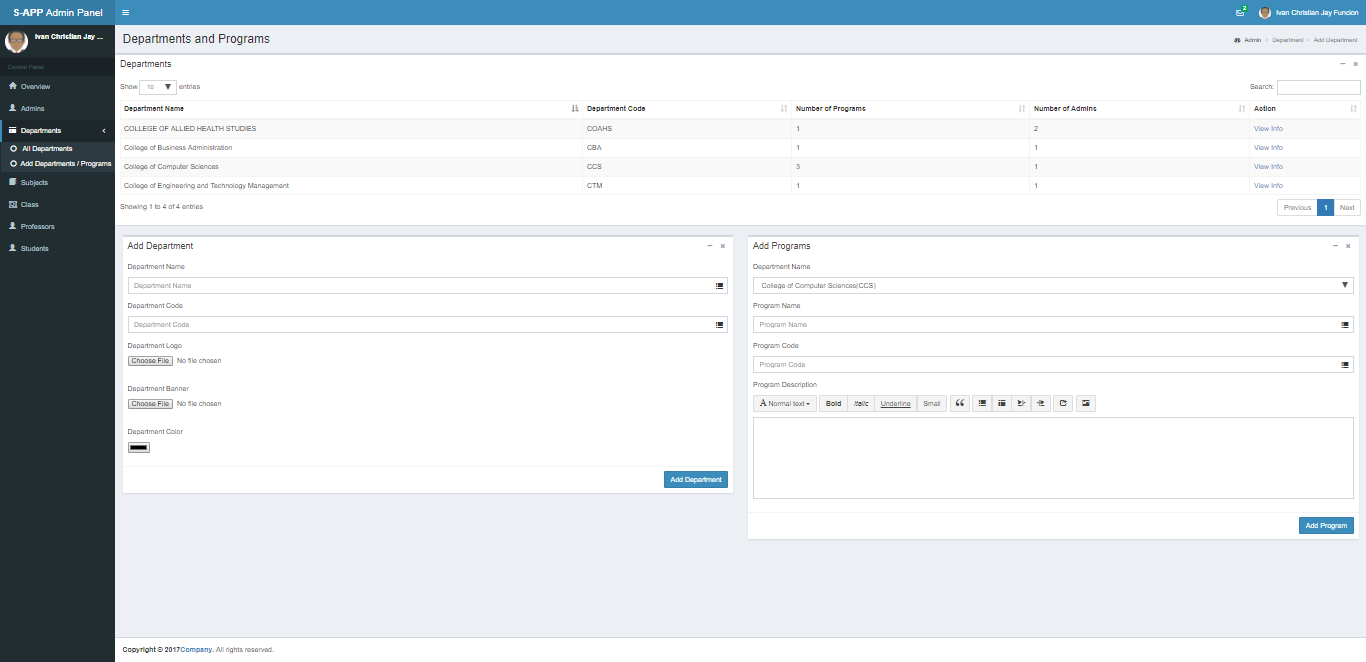 S-APP Admin Panel
2
Ivan Christian Jay Funcion
Ivan Christian Jay ...
Control Panel
Overview
Admins
Departments
All Departments
Add Departments / Programs
Subjects
Class
Professors
Students
Departments and Programs
Admin > Department > Add Department
Departments
Show 10 entries
Search:
Department Name Department Code Number of Programs Number of Admins Action
COLLEGE OF ALLIED HEALTH STUDIES COAHS 1 2 View Info
College of Business Administration CBA 1 1 View Info
College of Computer Sciences CCS 3 1 View Info
College of Engineering and Technology Management CTM 1 1 View Info
Showing 1 to 4 of 4 entries
Previous 1 Next
Add Department
Department Name
Department Name
Department Code
Department Code
Department Logo
Choose File No file chosen
Department Banner
Choose File No file chosen
Department Color
Add Department
Add Programs
Department Name
College of Computer Sciences(CCS)
Program Name
Program Name
Program Code
Program Code
Program Description
A Normal text Bold Italic Underline Small
Add Program
Copyright © 2017Company. All rights reserved.